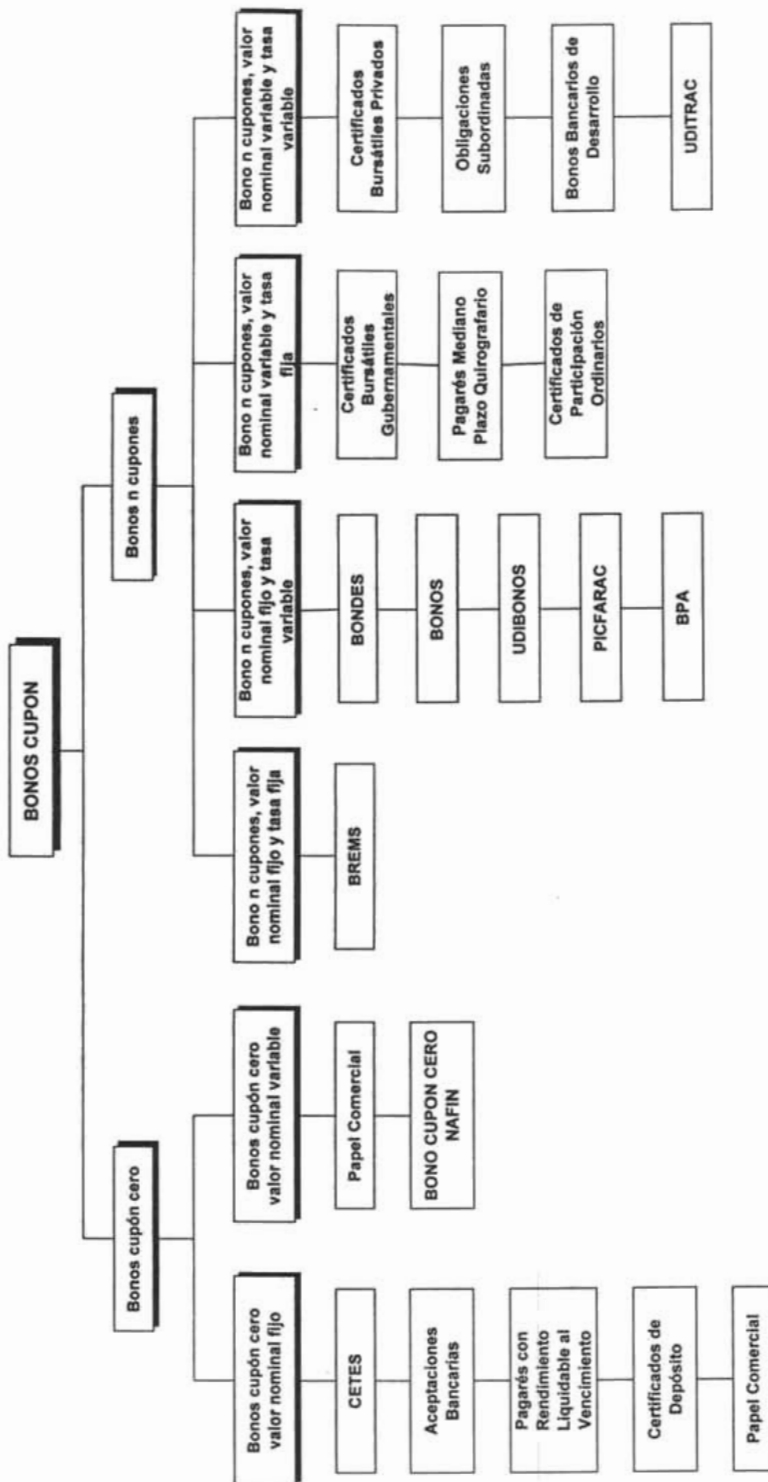 BONOS CUPON
Bonos cupón cero
Bonos n cupones
Bonos cupón cero
valor nominal fijo
CETES
Aceptaciones
Bancarías
Pagarés con
Rendimiento
Liquidable al
Vencimiento
Certificados de
Depósito
Papel Comercial
Bonos cupón cero
valor nominal variable
Papel Comercial
BONO CUPON CERO
NAFIN
Bono n cupones, valor
nominal fijo y tasa fija
BREMS
Bono n cupones, valor
nominal fijo y tasa
variable
BONDES
BONOS
UDIBONOS
PICFARAC
BPA
Bono n cupones, valor
nominal variable y tasa
fija
Certificados
Bursátiles
Gubernamentales
Pagarés Mediano
Plazo Quirografario
Certificados de
Participación
Ordinarios
Bono n cupones, valor
nominal variable y tasa
variable
Certificados
Bursátiles Privados
Obligaciones
Subordinadas
Bonos Bancarios de
Desarrollo
UDITRAC